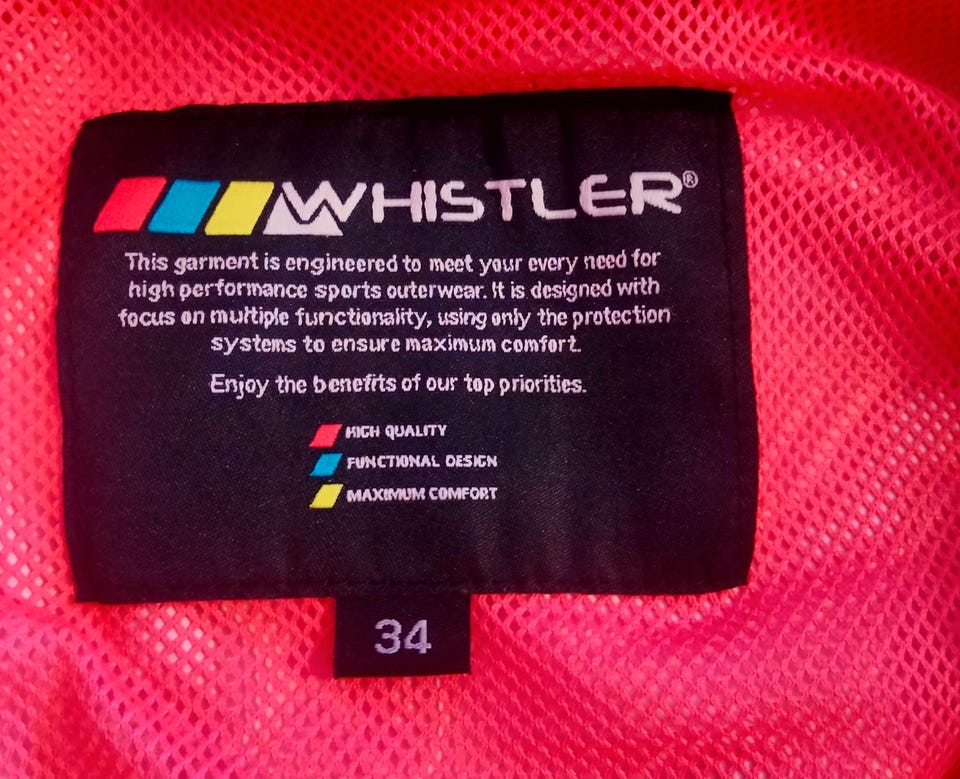 WHISTLER®
This garment is engineered to meet your every need for
high performance sports outerwear. It is designed with
focus on multiple functionality, using only the protection
systems to ensure maximum comfort.
Enjoy the benefits of our top priorities.
HIGH QUALITY
FUNCTIONAL DESIGN
MAXIMUM COMFORT
34